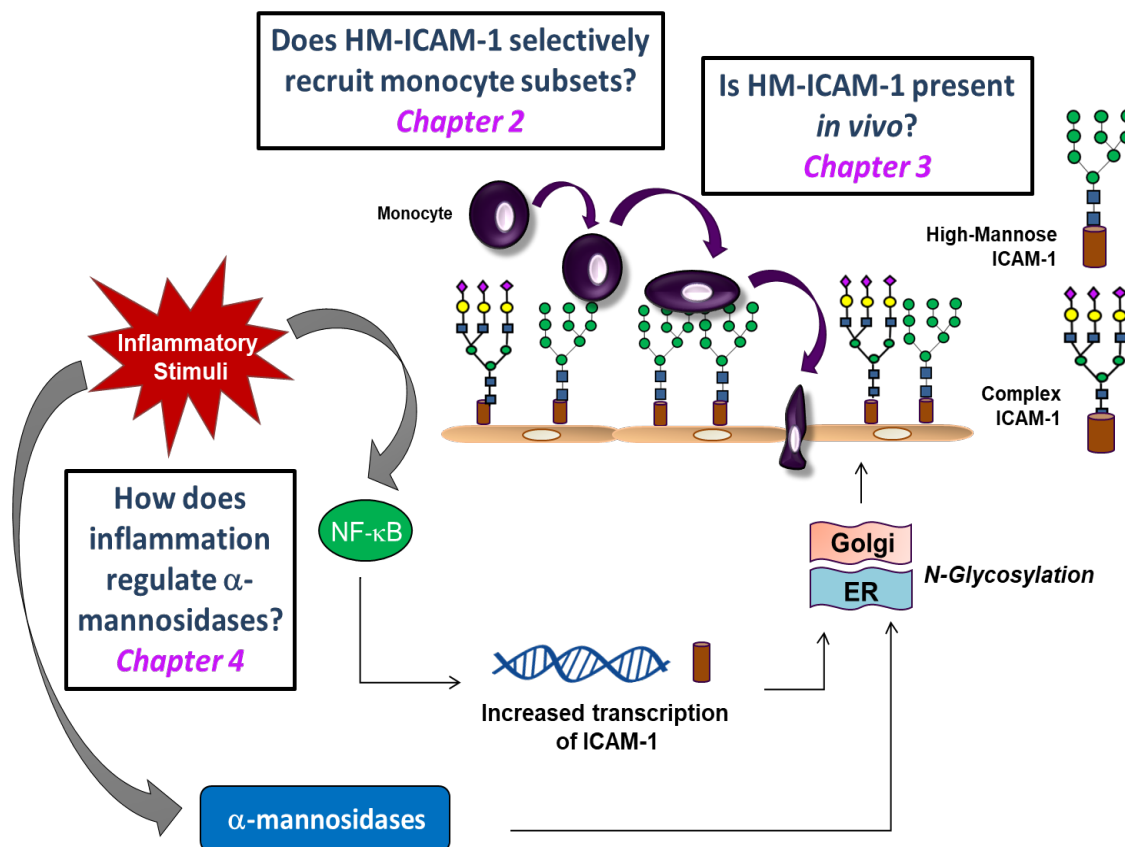 Does HM-ICAM-1 selectively
recruit monocyte subsets?
Chapter 2
Is HM-ICAM-1 present
in vivo?
Chapter 3
Monocyte
High-Mannose
ICAM-1
Complex
ICAM-1
Inflammatory
Stimuli
How does
inflammation
regulate α-
mannosidases?
Chapter 4
NF-κB
Golgi
ER
N-Glycosylation
Increased transcription
of ICAM-1
α-mannosidases